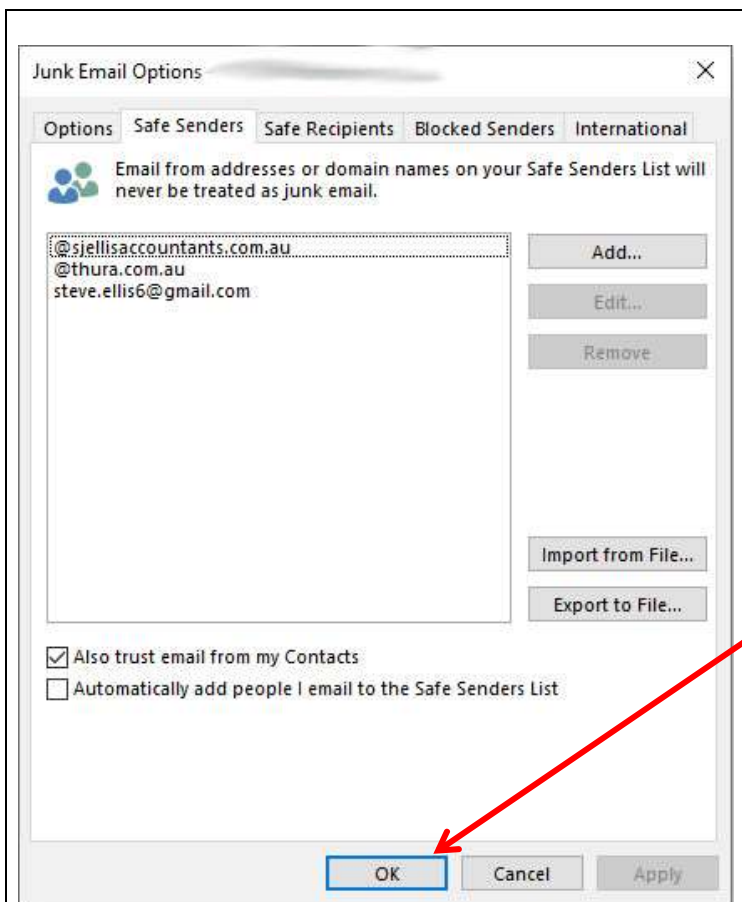 Junk Email Options
Options Safe Senders Safe Recipients Blocked Senders International
Email from addresses or domain names on your Safe Senders List will
never be treated as junk email.
@sjellisaccountants.com.au
@thura.com.au
steve.ellis6@gmail.com
Add...
Edit...
Remove
Import from File...
Export to File...
Also trust email from my Contacts
Automatically add people I email to the Safe Senders List
OK Cancel Apply